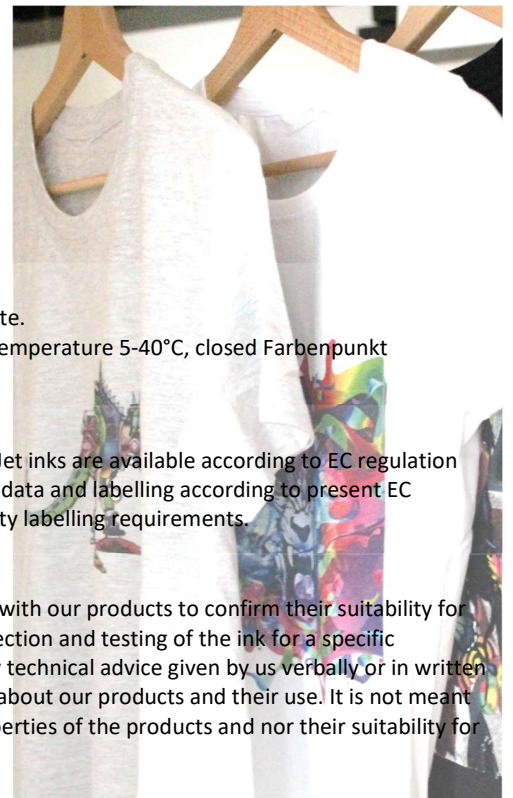 te.
emperature 5-40°C, closed Farbenpunkt
Jet inks are available according to EC regulation
data and labelling according to present EC
ty labelling requirements.
with our products to confirm their suitability for
ection and testing of the ink for a specific
technical advice given by us verbally or in written
about our products and their use. It is not meant
perties of the products and nor their suitability for